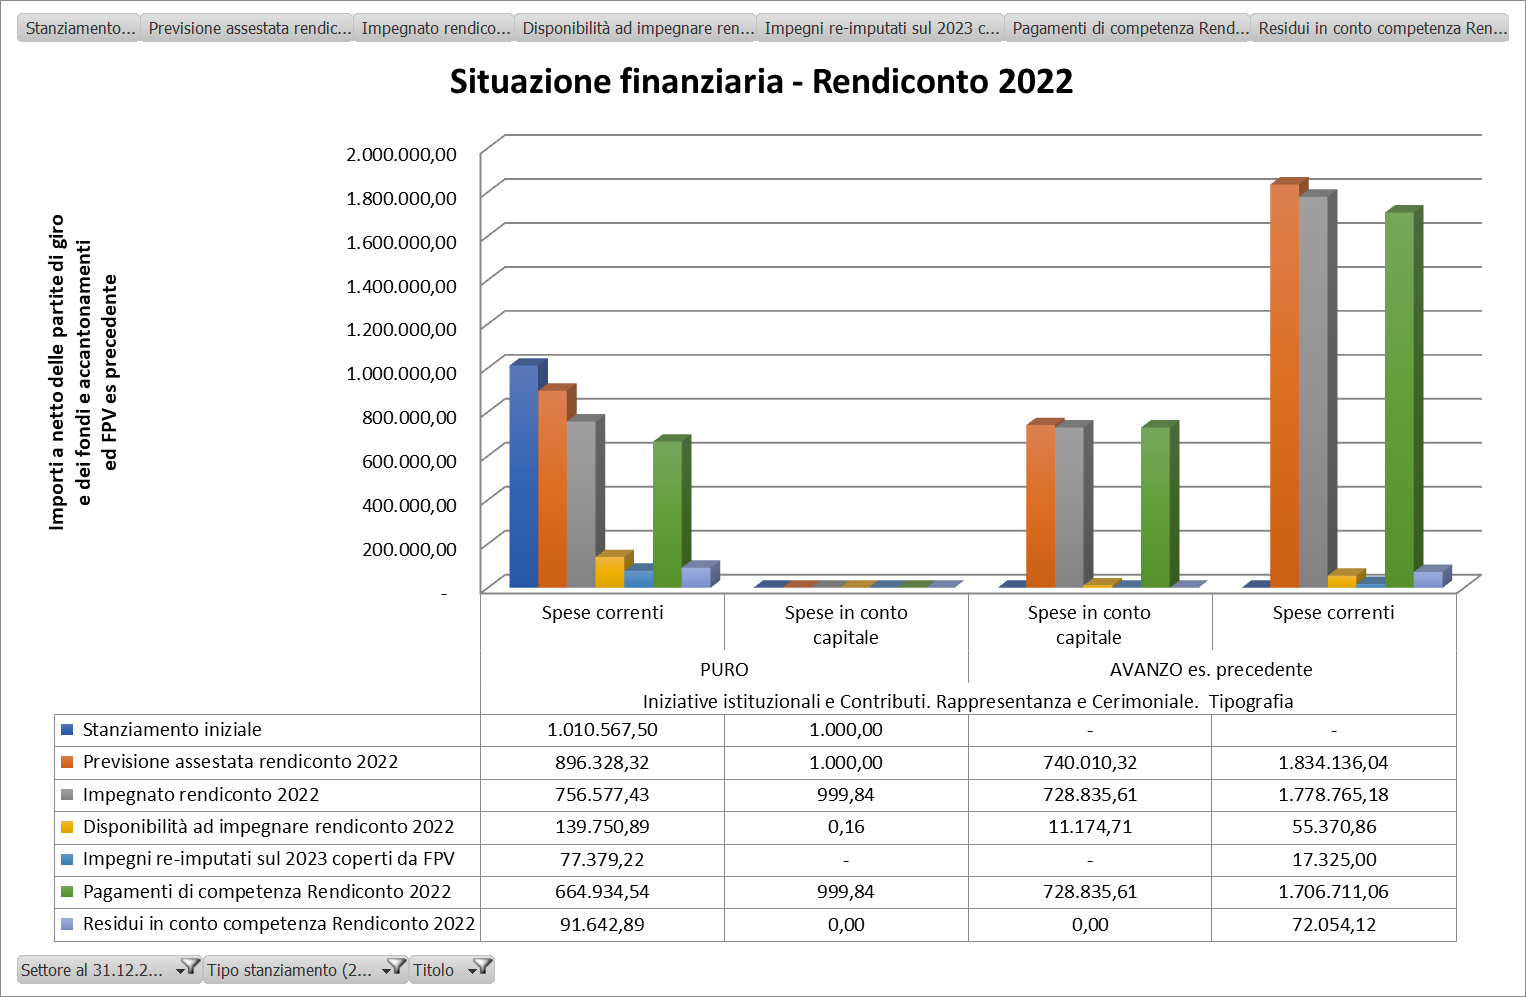 Stanziamento... Previsione assestata rendic... Impegnato rendico... Disponibilità ad impegnare ren... Impegni re-imputati sul 2023 c... Pagamenti di competenza Rend... Residui in conto competenza Ren...
Situazione finanziaria - Rendiconto 2022
Importi a netto delle partite di giro
e dei fondi e accantonamenti
ed FPV es precedente
2.000.000,00
1.800.000,00
1.600.000,00
1.400.000,00
1.200.000,00
1.000.000,00
800.000,00
600.000,00
400.000,00
200.000,00
-
Spese correnti Spese in conto Spese in conto Spese correnti
capitale capitale
PURO AVANZO es. precedente
Iniziative istituzionali e Contributi. Rappresentanza e Cerimoniale. Tipografia
Stanziamento iniziale 1.010.567,50 1.000,00 - -
Previsione assestata rendiconto 2022 896.328,32 1.000,00 740.010,32 1.834.136,04
Impegnato rendiconto 2022 756.577,43 999,84 728.835,61 1.778.765,18
Disponibilità ad impegnare rendiconto 2022 139.750,89 0,16 11.174,71 55.370,86
Impegni re-imputati sul 2023 coperti da FPV 77.379,22 - - 17.325,00
Pagamenti di competenza Rendiconto 2022 664.934,54 999,84 728.835,61 1.706.711,06
Residui in conto competenza Rendiconto 2022 91.642,89 0,00 0,00 72.054,12
Settore al 31.12.2... Tipo stanziamento (2... Titolo